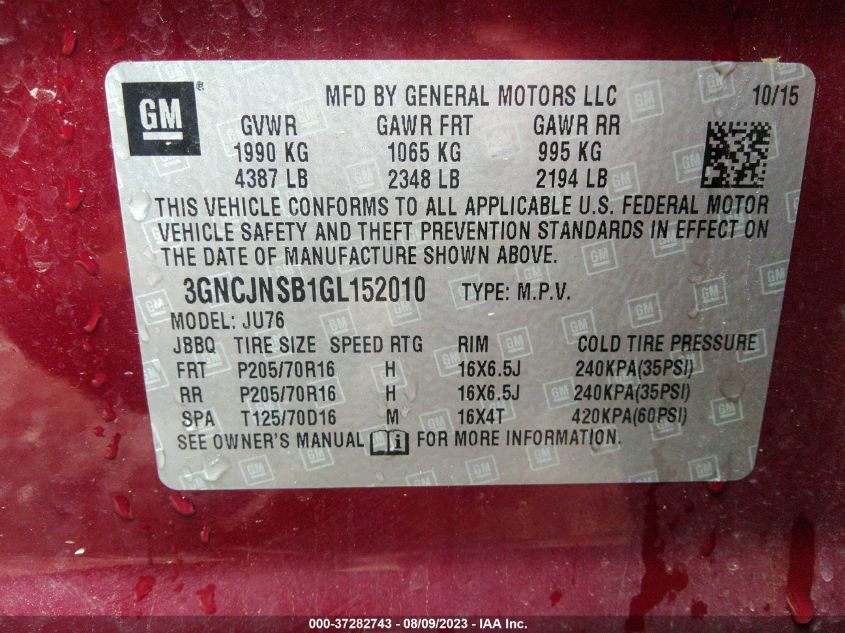 GM ® MFD BY GENERAL MOTORS LLC 10/15
GVWR GAWR FRT GAWR RR
1990 KG 1065 KG 995 KG
4387 LB 2348 LB 2194 LB
THIS VEHICLE CONFORMS TO ALL APPLICABLE U.S. FEDERAL MOTOR
VEHICLE SAFETY AND THEFT PREVENTION STANDARDS IN EFFECT ON
THE DATE OF MANUFACTURE SHOWN ABOVE.
3GNCJNSB1GL152010 TYPE: M.P.V.
MODEL: JU76
JBBQ TIRE SIZE SPEED RTG RIM COLD TIRE PRESSURE
FRT P205/70R16 H 16X6.5J 240KPA(35PSI)
RR P205/70R16 H 16X6.5J 240KPA(35PSI)
SPA T125/70D16 M 16X4T 420KPA(60PSI)
SEE OWNER'S MANUAL FOR MORE INFORMATION.
000-37282743 - 08/09/2023 - IAA Inc.